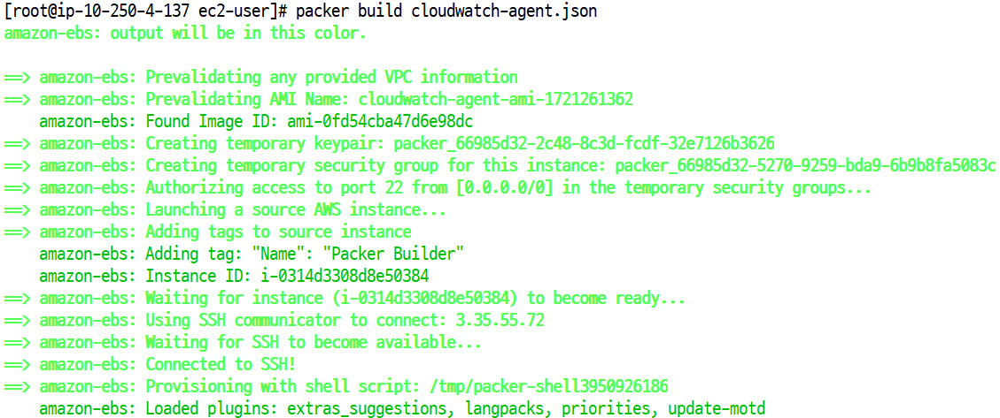 [root@ip-10-250-4-137 ec2-user]# packer build cloudwatch-agent.json
amazon-ebs: output will be in this color.
==> amazon-ebs: Prevalidating any provided VPC information
==> amazon-ebs: Prevalidating AMI Name: cloudwatch-agent-ami-1721261362
amazon-ebs: Found Image ID: ami-0fd54cba47d6e98dc
==> amazon-ebs: Creating temporary keypair: packer_66985d32-2c48-8c3d-fcdf-32e7126b3626
==> amazon-ebs: Creating temporary security group for this instance: packer_66985d32-5270-9259-bda9-6b9b8fa5083c
==> amazon-ebs: Authorizing access to port 22 from [0.0.0.0/0] in the temporary security groups...
==> amazon-ebs: Launching a source AWS instance...
==> amazon-ebs: Adding tags to source instance
amazon-ebs: Adding tag: "Name": "Packer Builder"
amazon-ebs: Instance ID: i-0314d3308d8e50384
==> amazon-ebs: Waiting for instance (i-0314d3308d8e50384) to become ready...
==> amazon-ebs: Using SSH communicator to connect: 3.35.55.72
==> amazon-ebs: Waiting for SSH to become available...
==> amazon-ebs: Connected to SSH!
==> amazon-ebs: Provisioning with shell script: /tmp/packer-shell3950926186
amazon-ebs: Loaded plugins: extras_suggestions, langpacks, priorities, update-motd